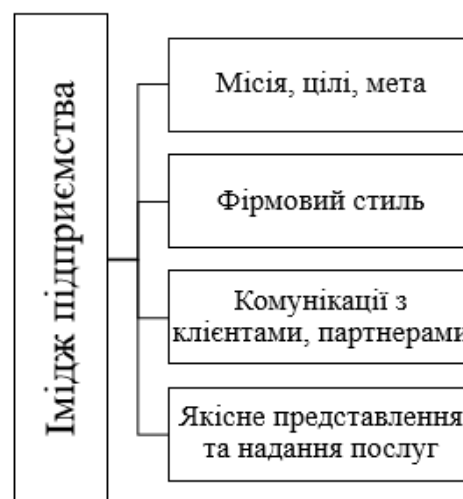 Імідж підприємства
Місія, цілі, мета
Фірмовий стиль
Комунікації з
клієнтами, партнерами
Якісне представлення
та надання послуг